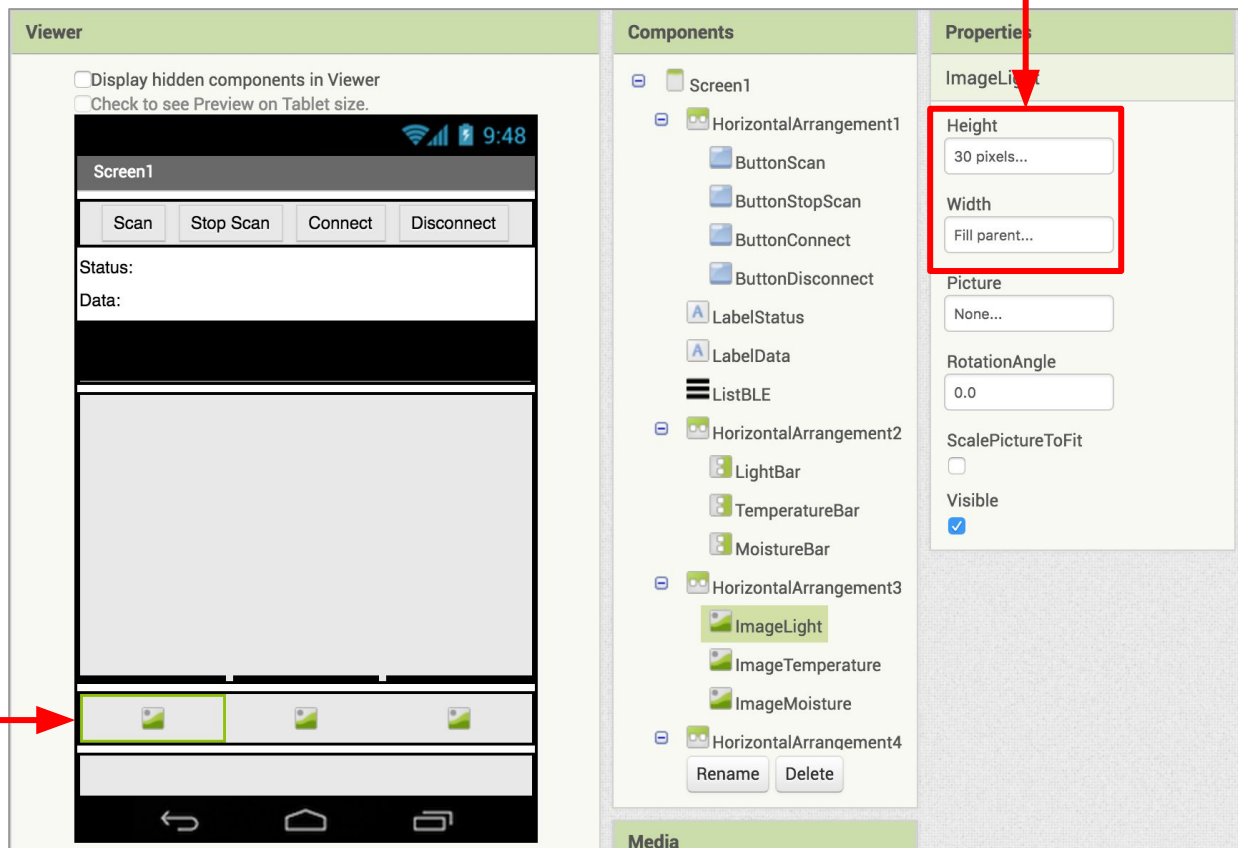 Viewer
Display hidden components in Viewer
Check to see Preview on Tablet size.
9:48
Screen1
Scan
Stop Scan
Connect
Disconnect
Status:
Data:
Components
Screen1
HorizontalArrangement1
ButtonScan
ButtonStopScan
ButtonConnect
ButtonDisconnect
A LabelStatus
A LabelData
ListBLE
HorizontalArrangement2
LightBar
TemperatureBar
MoistureBar
HorizontalArrangement3
ImageLight
ImageTemperature
ImageMoisture
HorizontalArrangement4
Rename
Delete
Media
Properties
ImageLight
Height
30 pixels...
Width
Fill parent...
Picture
None...
RotationAngle
0.0
ScalePictureToFit
Visible